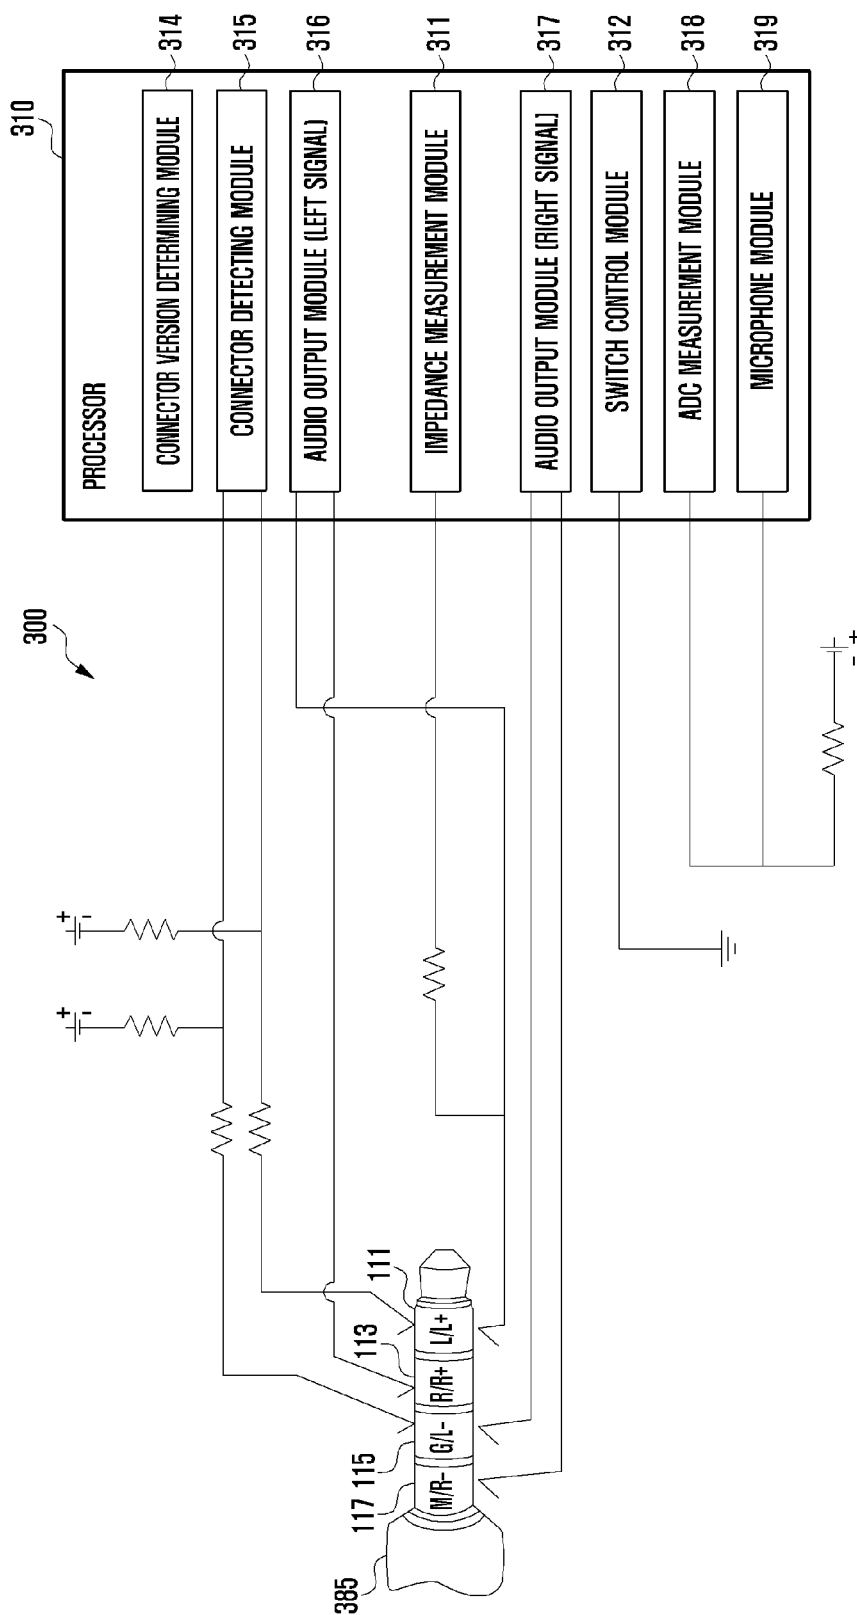 300
310
PROCESSOR
CONNECTOR VERSION DETERMINING MODULE
314
CONNECTOR DETECTING MODULE
315
AUDIO OUTPUT MODULE (LEFT SIGNAL)
316
IMPEDANCE MEASUREMENT MODULE
311
AUDIO OUTPUT MODULE (RIGHT SIGNAL]
317
SWITCH CONTROL MODULE
312
ADC MEASUREMENT MODULE
318
MICROPHONE MODULE
319
+ -
+ -
- +
385
117
115
113
111
M/R-
G/L-
R/R+
L/L+